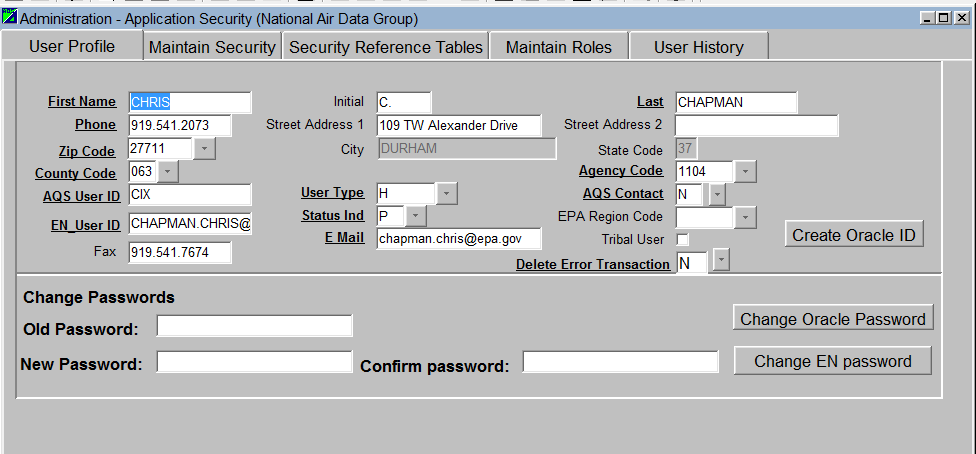 Administration - Application Security (National Air Data Group)
User Profile Maintain Security Security Reference Tables Maintain Roles User History
First Name CHRIS Initial C. Last CHAPMAN
Phone 919.541.2073 Street Address 1 109 TW Alexander Drive Street Address 2
Zip Code 27711 City DURHAM State Code 37
County Code 063 Agency Code 1104
AQS User ID CIX User Type H AQS Contact N
EN_User ID CHAPMAN.CHRIS@ Status Ind P EPA Region Code
Fax 919.541.7674 E Mail chapman.chris@epa.gov Tribal User Create Oracle ID
Delete Error Transaction N
Change Passwords
Old Password: Change Oracle Password
New Password: Confirm password: Change EN password